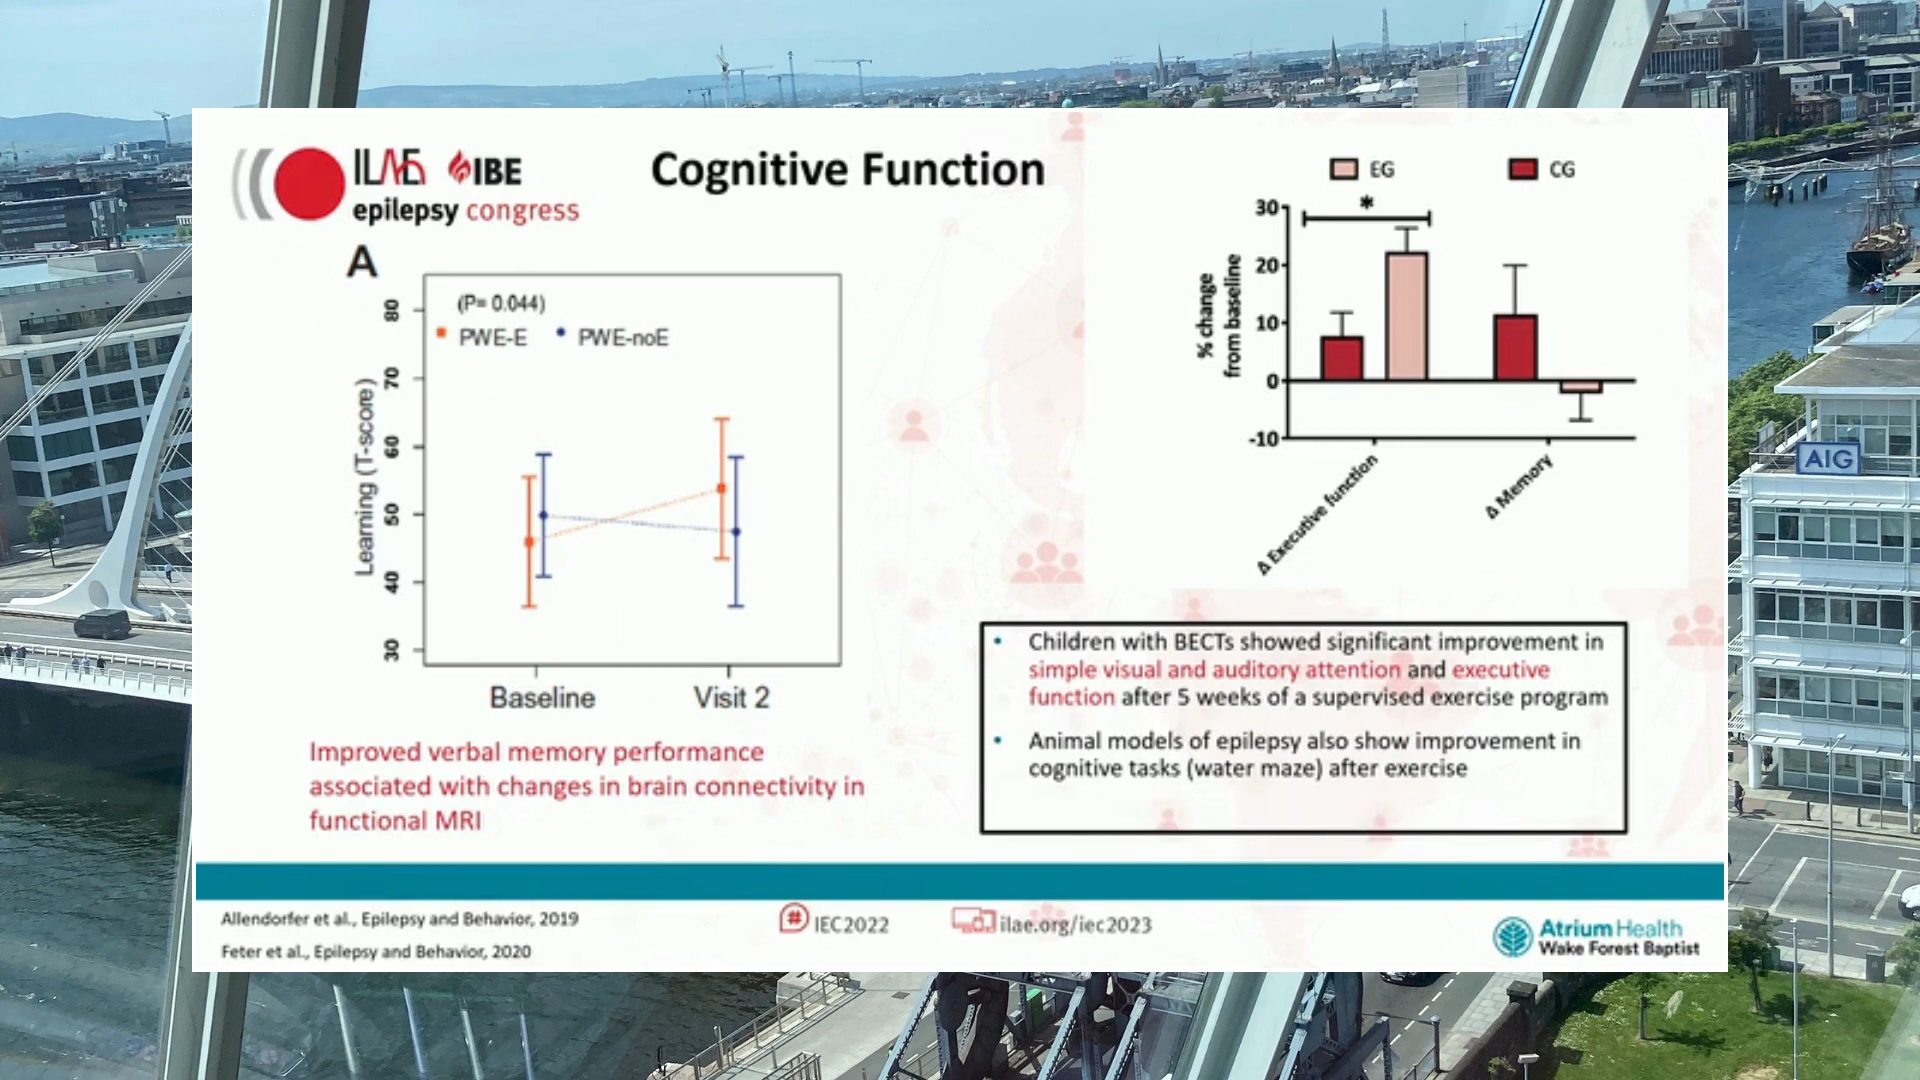 ILAE IBE
epilepsy congress
Cognitive Function
A
(P= 0.044)
PWE-E PWE-noE
Learning (T-score)
80
70
60
50
40
30
Baseline Visit 2
Improved verbal memory performance
associated with changes in brain connectivity in
functional MRI
EG CG
*
% change
from baseline
30
20
10
0
-10
Δ Executive function
Δ Memory
• Children with BECTs showed significant improvement in
simple visual and auditory attention and executive
function after 5 weeks of a supervised exercise program
• Animal models of epilepsy also show improvement in
cognitive tasks (water maze) after exercise
AIG
Allendorfer et al., Epilepsy and Behavior, 2019
Feter et al., Epilepsy and Behavior, 2020
# IEC2022
ilae.org/iec2023
Atrium Health
Wake Forest Baptist